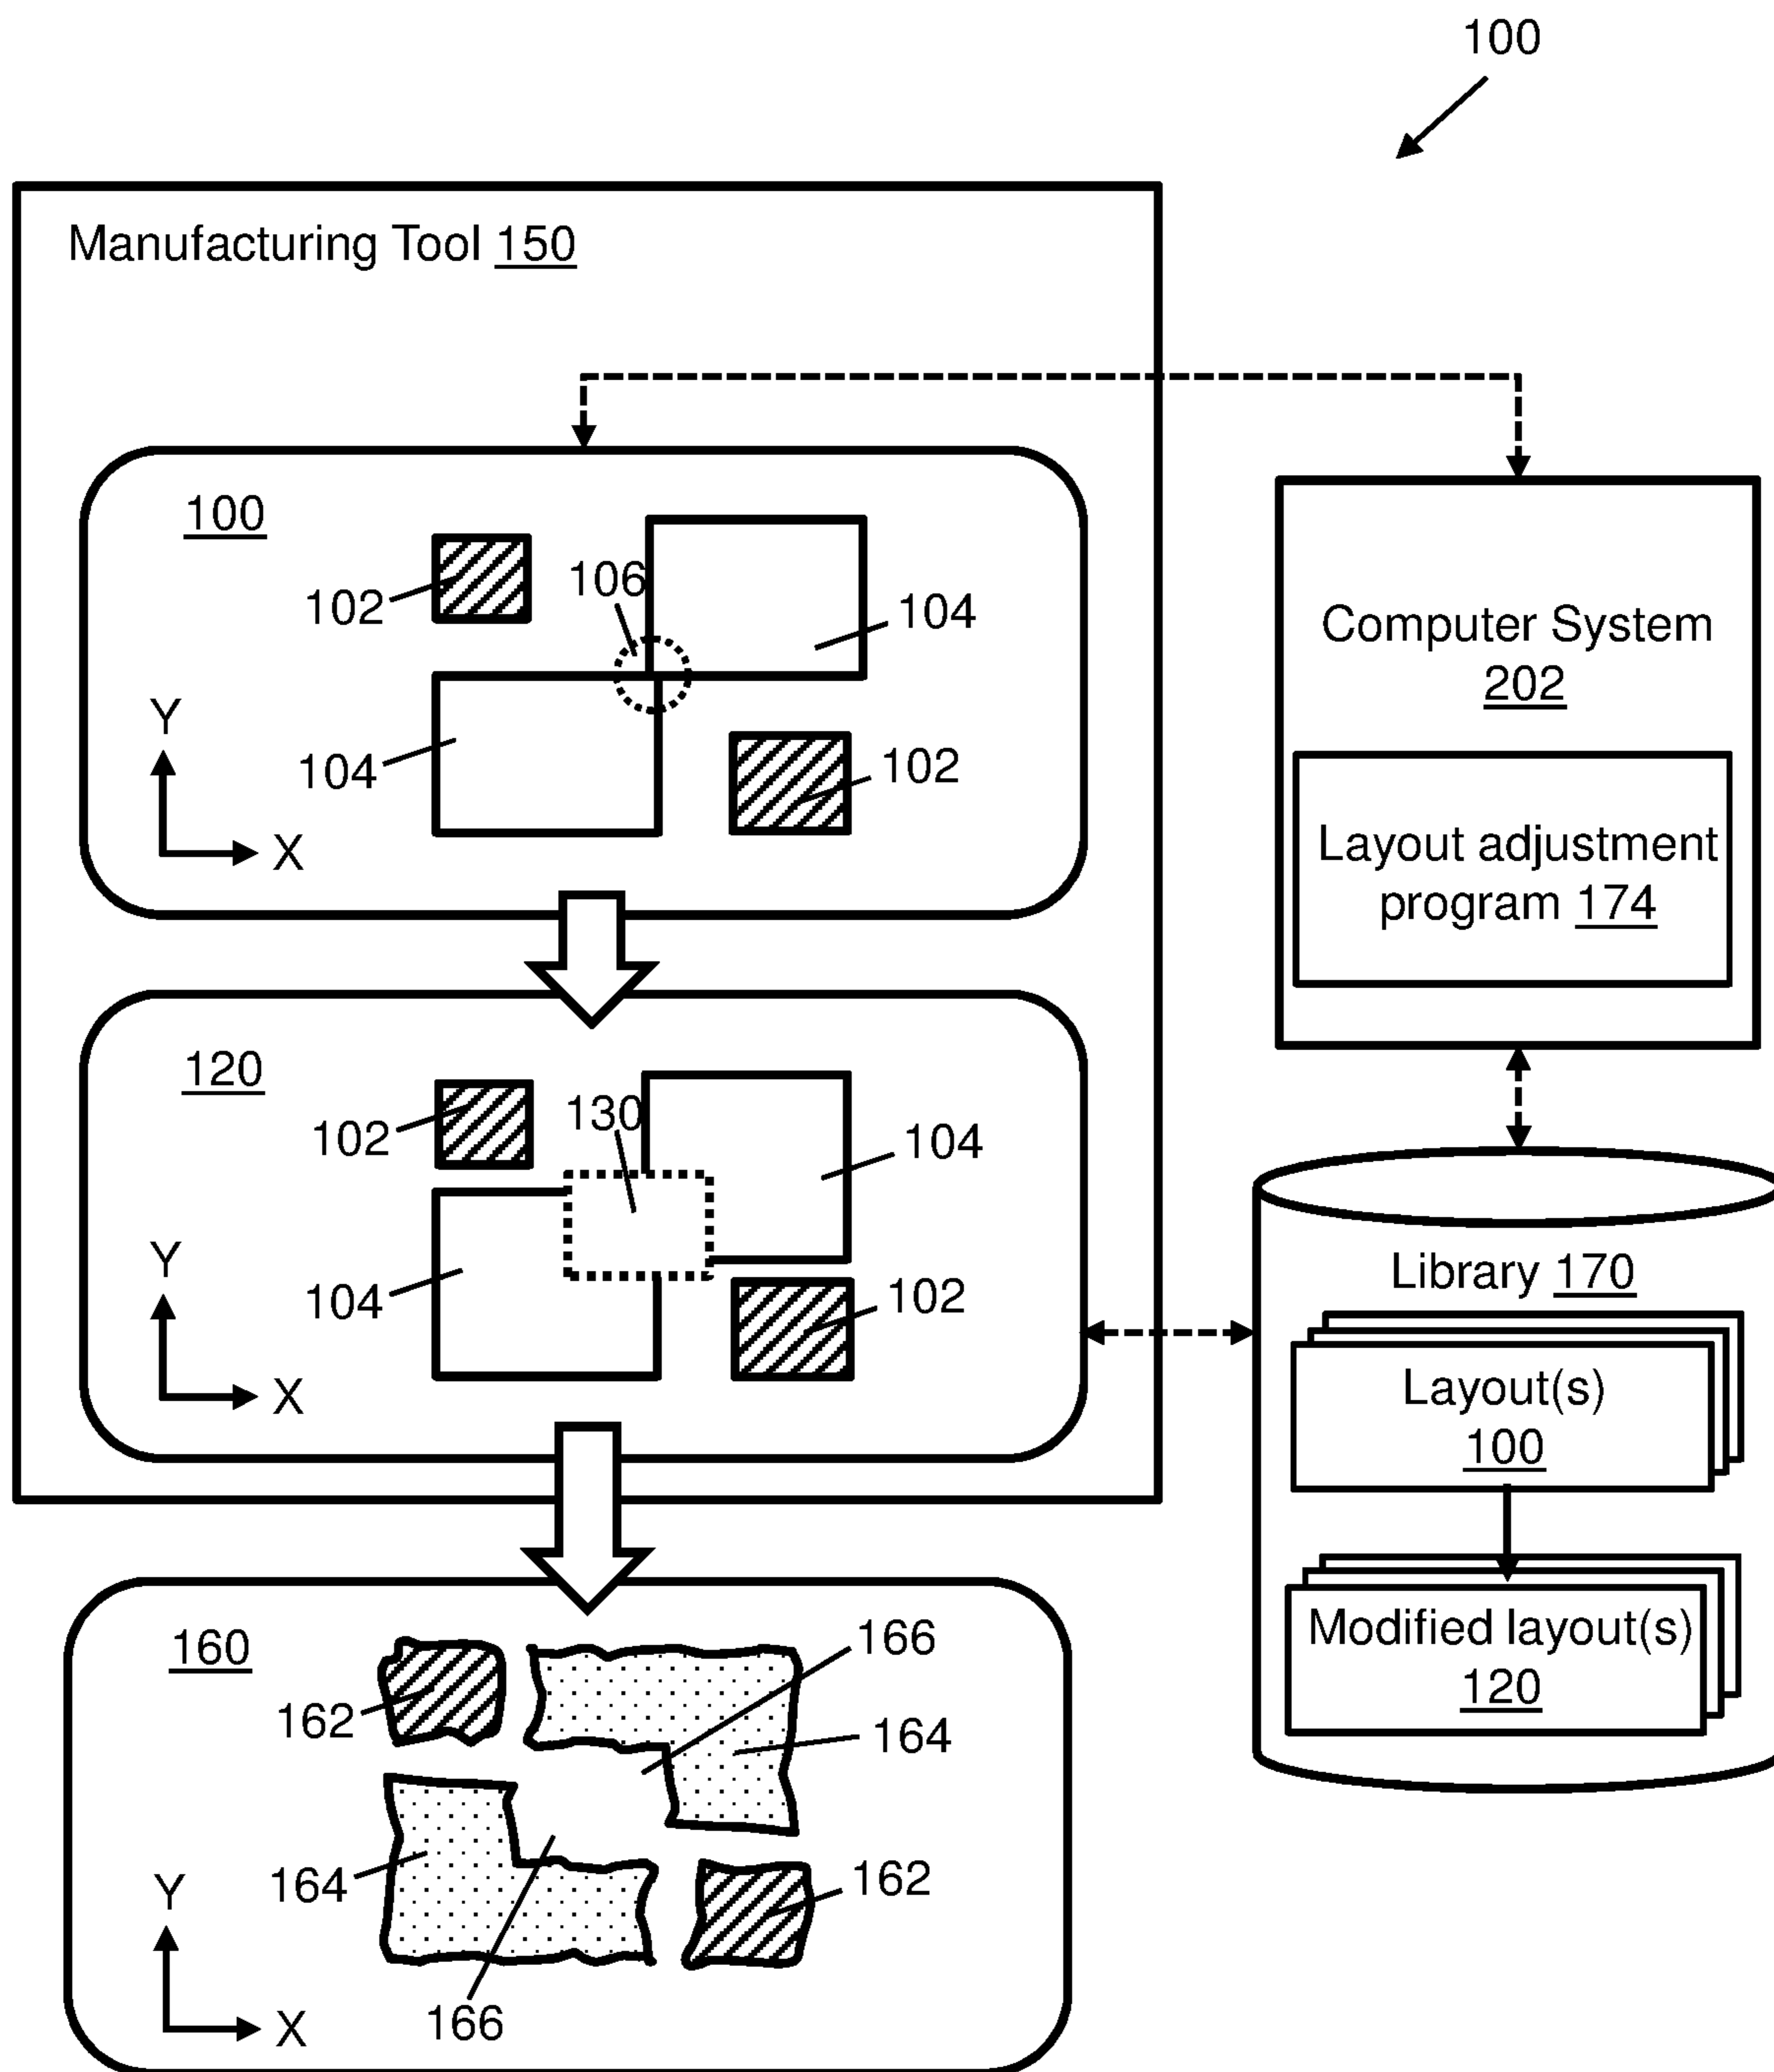 100
Manufacturing Tool 150
100
102
106
104
104
102
Y
X
120
102
130
104
104
102
Y
X
160
162
166
164
164
162
166
Y
X
Computer System
202
Layout adjustment
program 174
Library 170
Layout(s)
100
Modified layout(s)
120